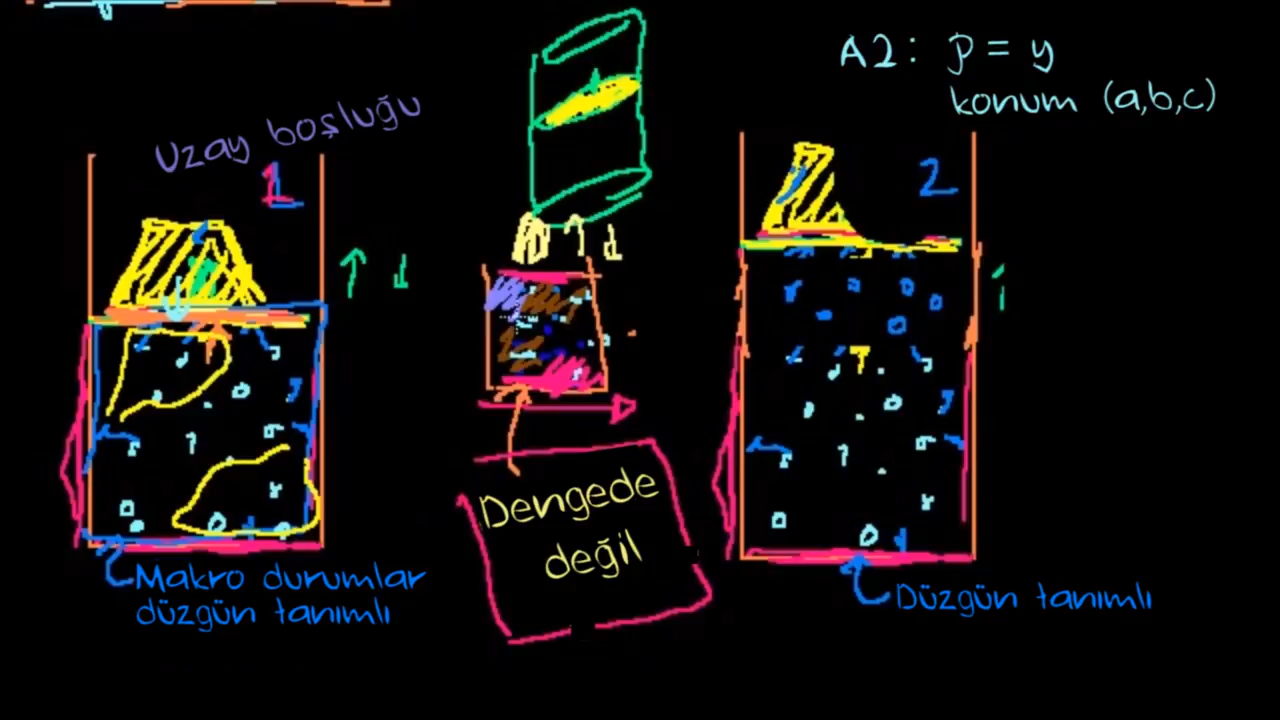 A2: P = y
konum (a,b,c)
Uzay boşluğu
1
2
Dengede
değil
Makro durumlar
düzgün tanımlı
Düzgün tanımlı